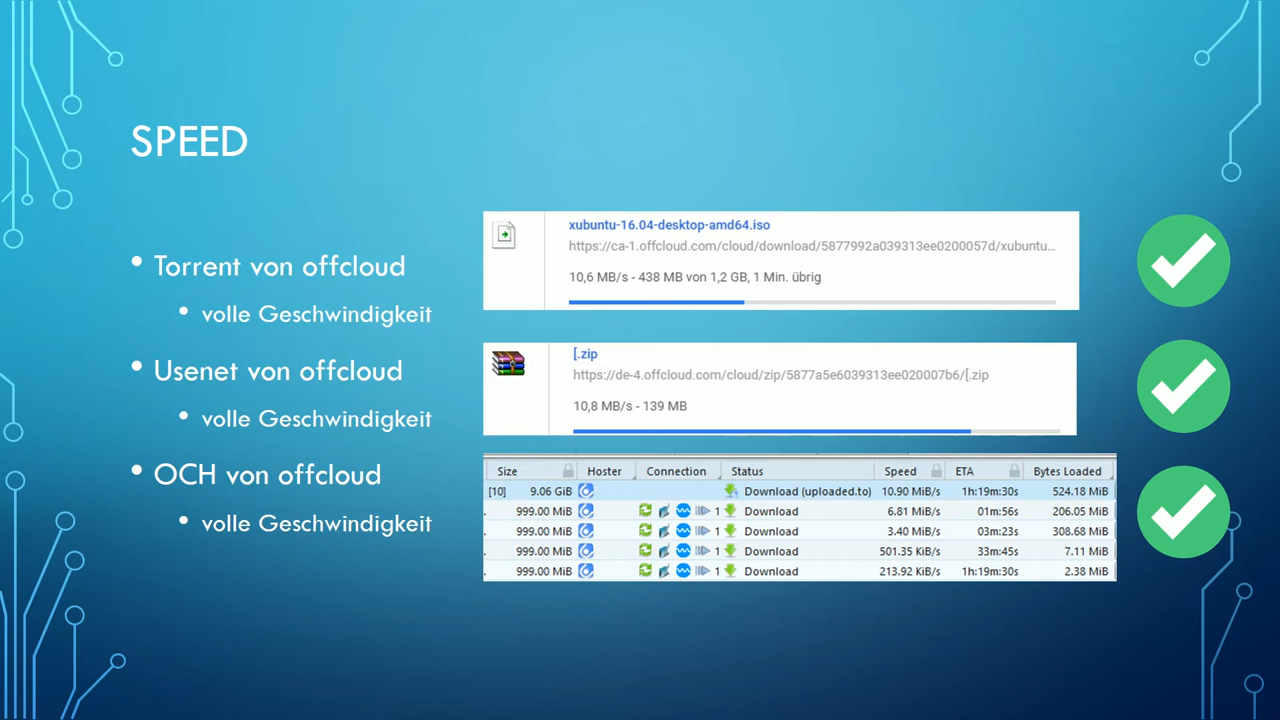 SPEED
• Torrent von offcloud
• volle Geschwindigkeit
• Usenet von offcloud
• volle Geschwindigkeit
• OCH von offcloud
• volle Geschwindigkeit
xubuntu-16.04-desktop-amd64.iso
https://ca-1.offcloud.com/cloud/download/5877992a039313ee0200057d/xubuntu...
10,6 MB/s - 438 MB von 1,2 GB, 1 Min. übrig
[.zip
https://de-4.offcloud.com/cloud/zip/5877a5e6039313ee020007b6/[.zip
10,8 MB/s - 139 MB
Size Hoster Connection Status Speed ETA Bytes Loaded
[10] 9.06 GiB Download (uploaded.to) 10.90 MiB/s 1h:19m:30s 524.18 MiB
999.00 MiB 1 Download 6.81 MiB/s 01m:56s 206.05 MiB
999.00 MiB 1 Download 3.40 MiB/s 03m:23s 308.68 MiB
999.00 MiB 1 Download 501.35 KiB/s 33m:45s 7.11 MiB
999.00 MiB 1 Download 213.92 KiB/s 1h:19m:30s 2.38 MiB